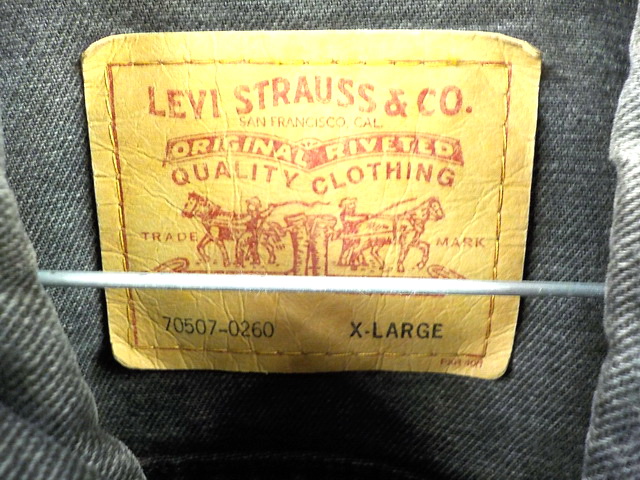 LEVI STRAUSS & CO.
SAN FRANCISCO, CAL.
ORIGINAL RIVETED
QUALITY CLOTHING
TRADE MARK
70507-0260 X-LARGE